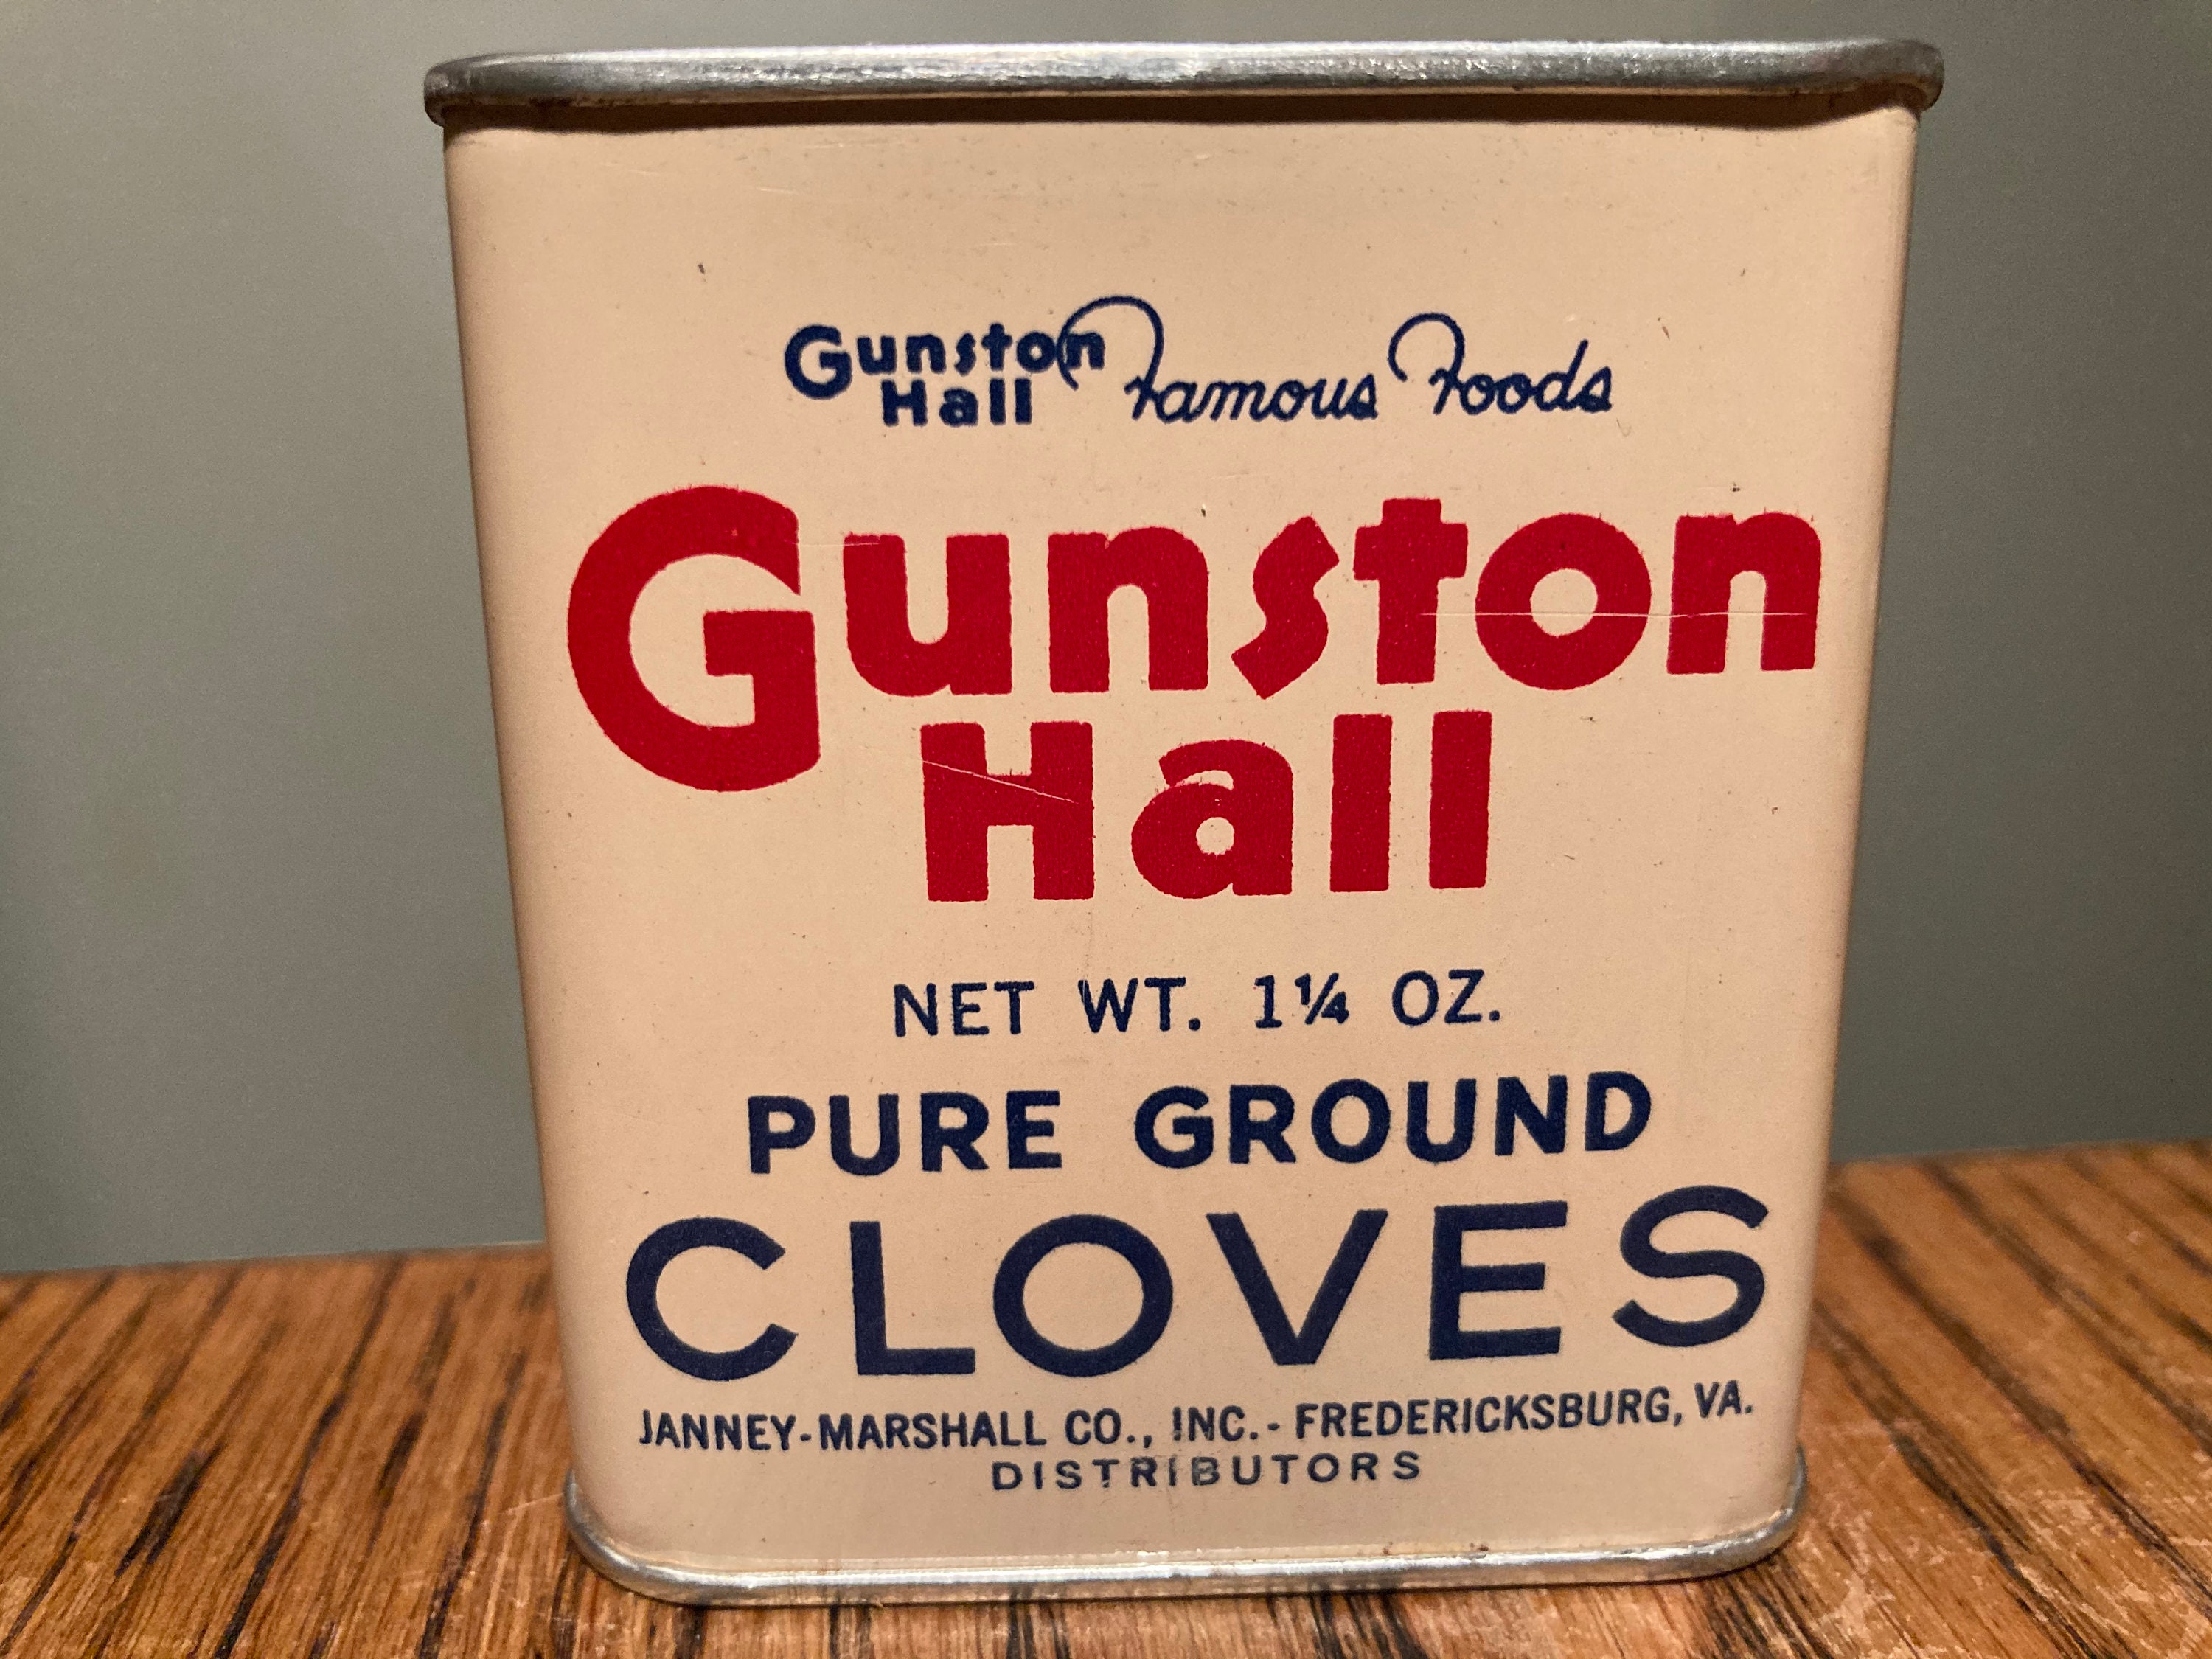 Gunston Hall Famous Foods
Gunston
Hall
NET WT. 1¼ OZ.
PURE GROUND
CLOVES
JANNEY-MARSHALL CO., INC.- FREDERICKSBURG, VA.
DISTRIBUTORS